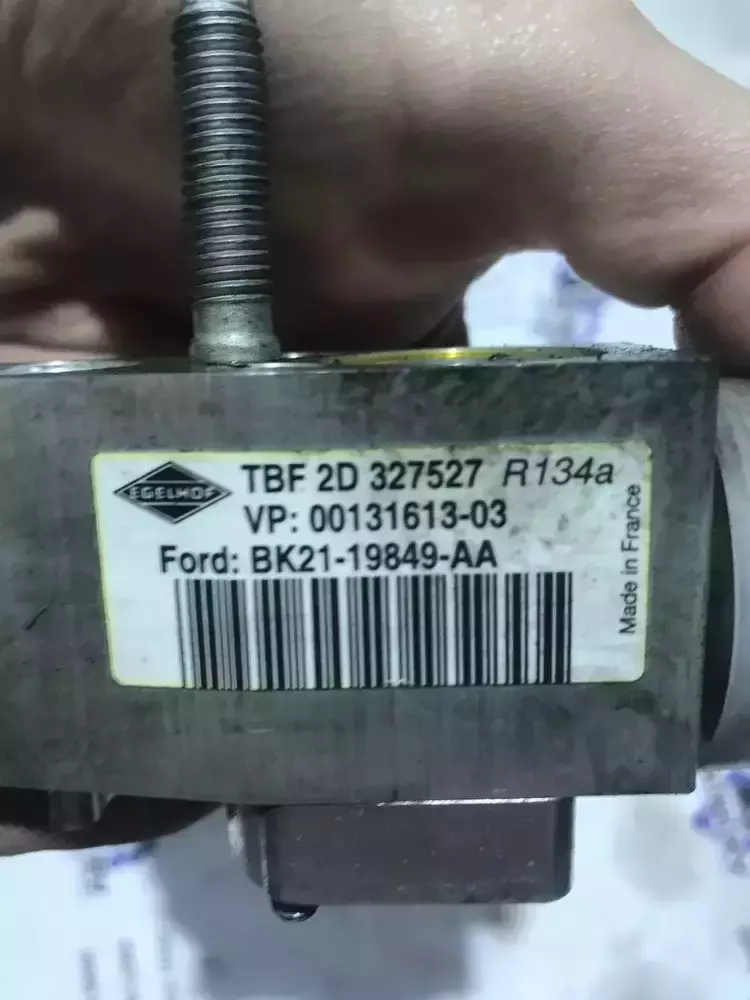 EGELHOF
TBF 2D 327527 R134a
VP: 00131613-03
Ford: BK21-19849-AA
Made in France